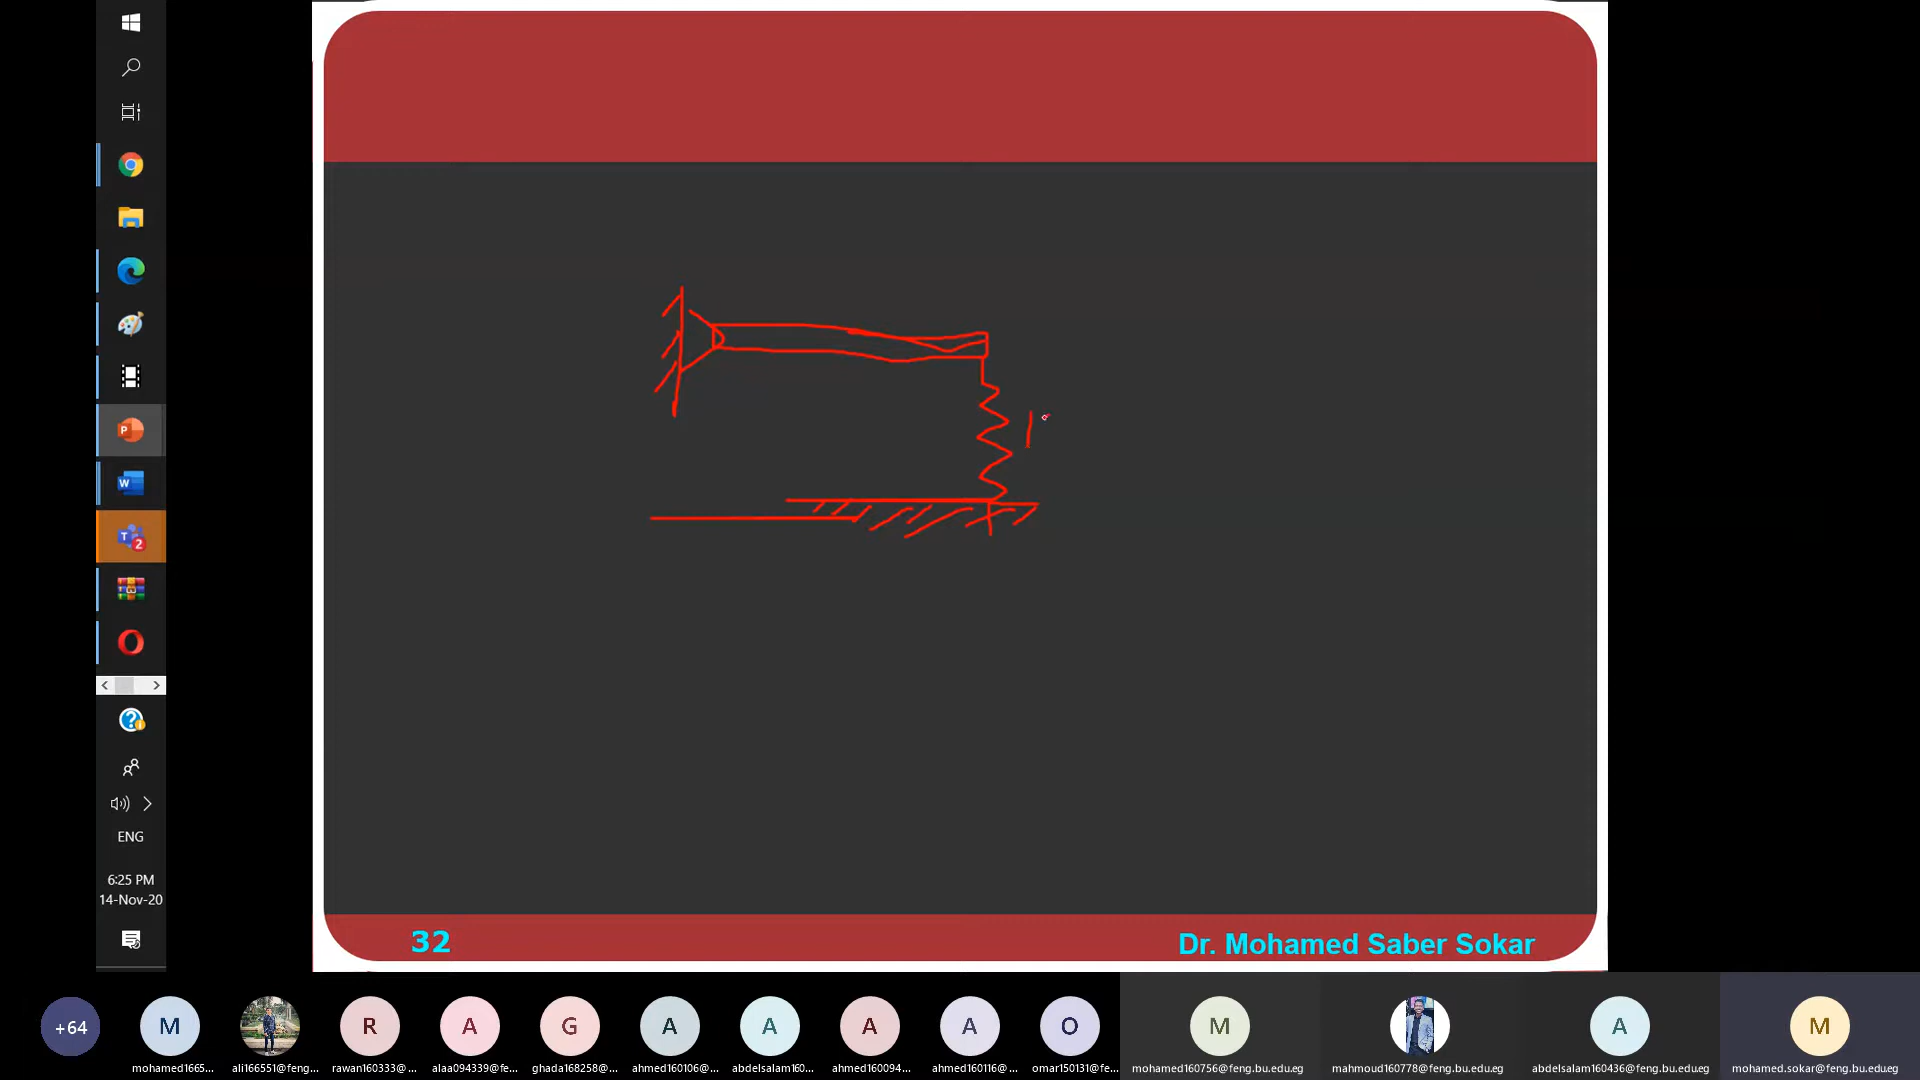 ENG
6:25 PM
14-Nov-20
32
Dr. Mohamed Saber Sokar
+64
M
R
A
G
A
A
A
A
O
M
A
M
mohamed1665...
ali166551@feng...
rawan160333@...
alaa094339@fe...
ghada168258@...
ahmed160106@...
abdelsalam160...
ahmed160094...
ahmed160116@...
omar150131@fe...
mohamed160756@feng.bu.edu.eg
mahmoud160778@feng.bu.edu.eg
abdelsalam160436@feng.bu.edu.eg
mohamed.sokar@feng.bu.edu.eg